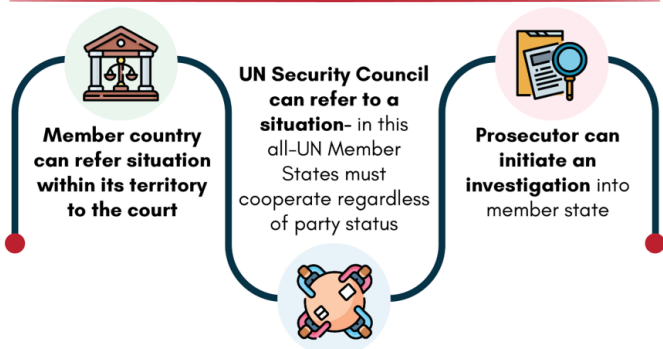 Member country
can refer situation
within its territory
to the court
UN Security Council
can refer to a
situation- in this
all-UN Member
States must
cooperate regardless
of party status
Prosecutor can
initiate an
investigation into
member state